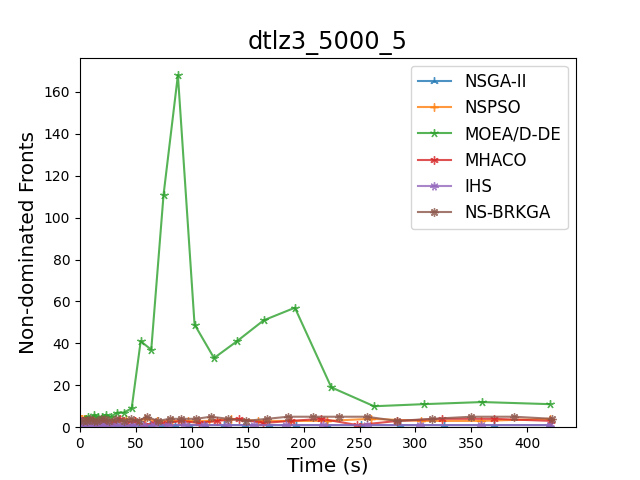 dtlz3_5000_5
Non-dominated Fronts
160
140
120
100
80
60
40
20
0
0 50 100 150 200 250 300 350 400
Time (s)
NSGA-II
NSPSO
MOEA/D-DE
MHACO
IHS
NS-BRKGA